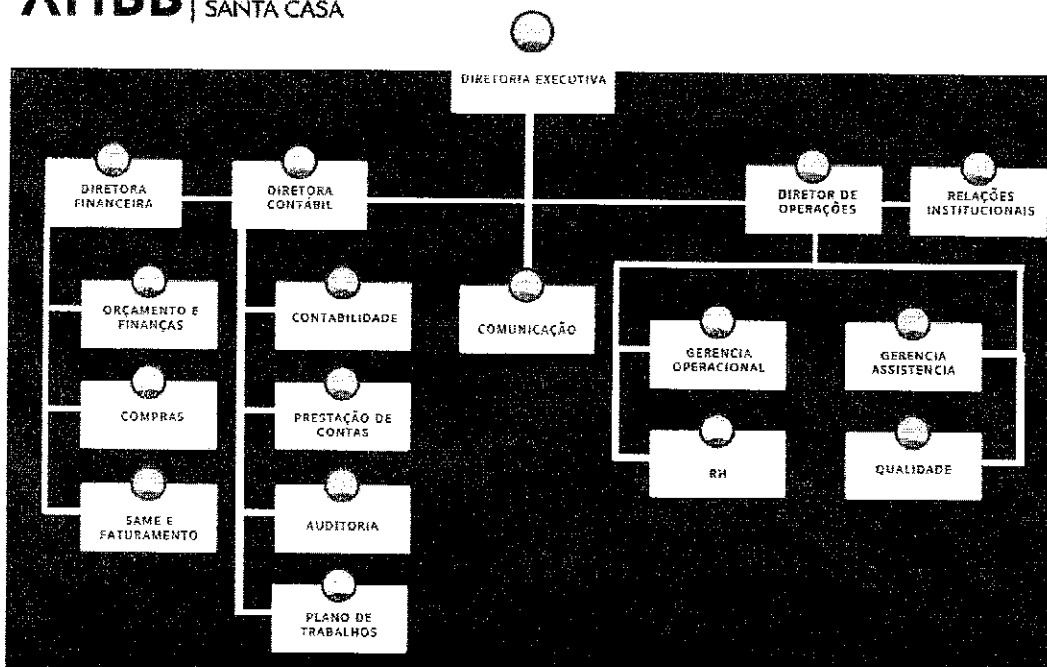 SANTA CASA
DIRETORIA EXECUTIVA
DIRETORA
FINANCEIRA
DIRETORA
CONTÁBIL
DIRETOR DE
OPERAÇÕES
RELAÇÕES
INSTITUCIONAIS
ORÇAMENTO E
FINANÇAS
CONTABILIDADE
COMUNICAÇÃO
GERENCIA
OPERACIONAL
GERENCIA
ASSISTENCIA
COMPRAS
PRESTAÇÃO DE
CONTAS
RH
QUALIDADE
SAME E
FATURAMENTO
AUDITORIA
PLANO DE
TRABALHOS